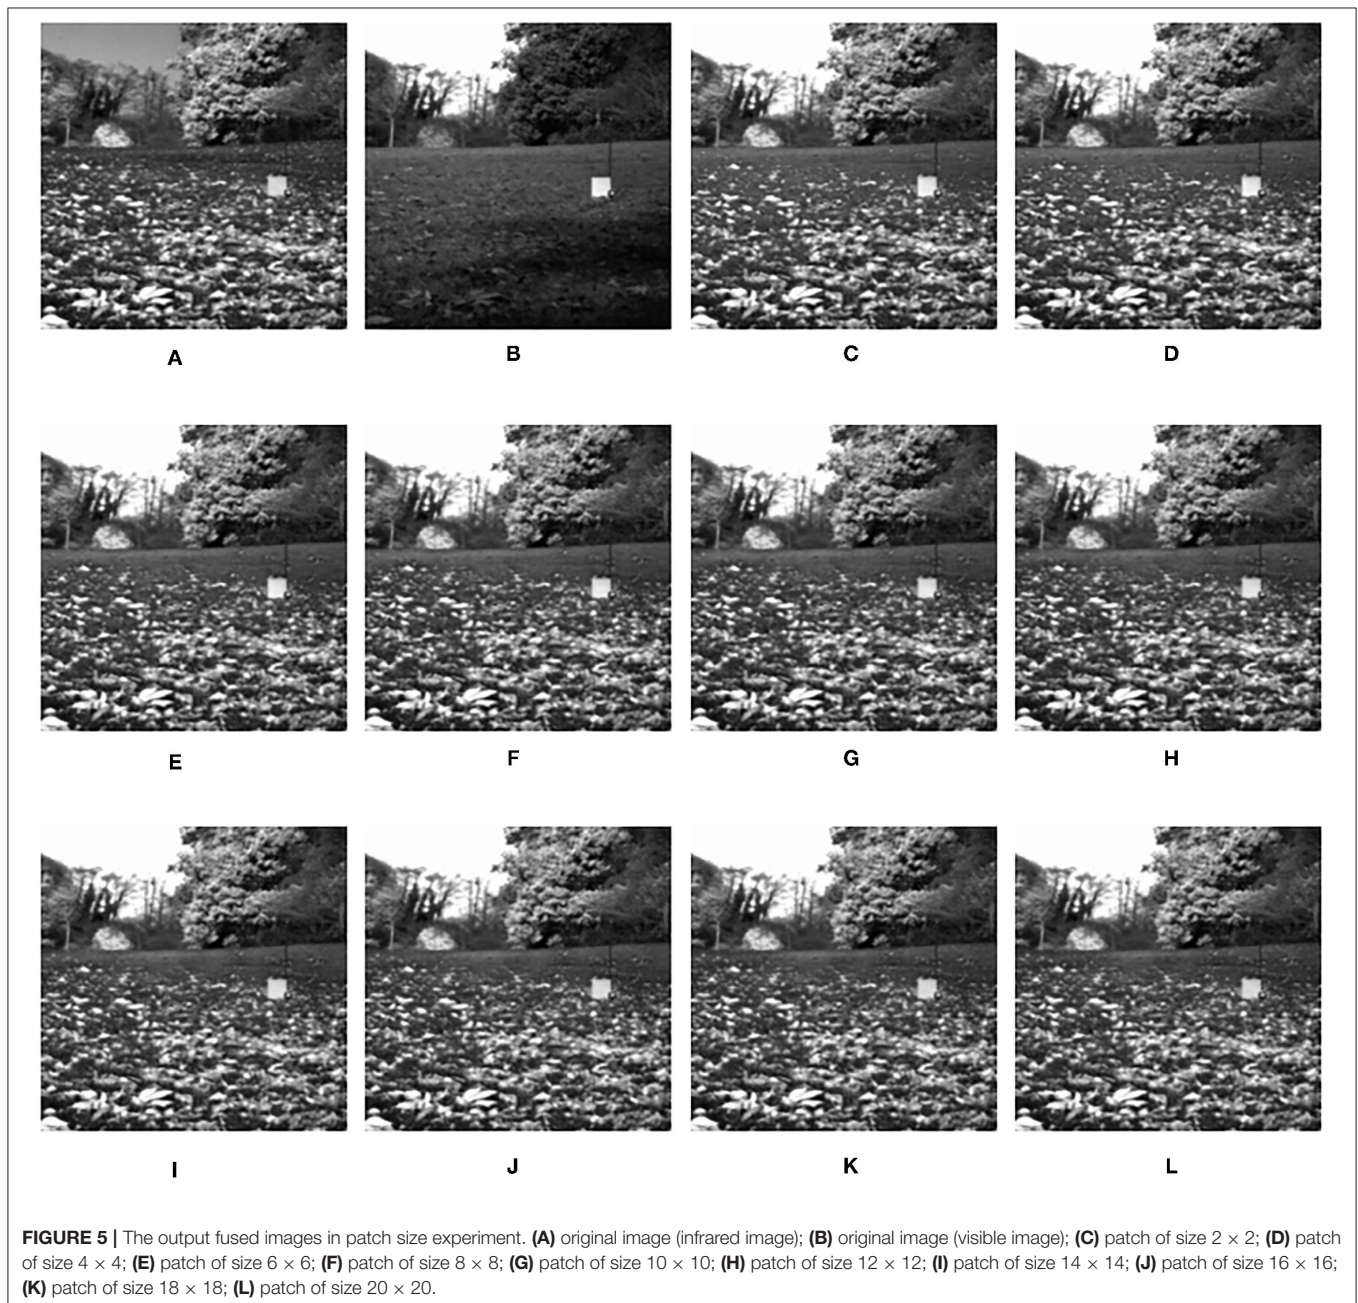 A
B
C
D
E
F
G
H
I
J
K
L
FIGURE 5 | The output fused images in patch size experiment. (A) original image (infrared image); (B) original image (visible image); (C) patch of size 2 × 2; (D) patch
of size 4 × 4; (E) patch of size 6 × 6; (F) patch of size 8 × 8; (G) patch of size 10 × 10; (H) patch of size 12 × 12; (I) patch of size 14 × 14; (J) patch of size 16 × 16;
(K) patch of size 18 × 18; (L) patch of size 20 × 20.